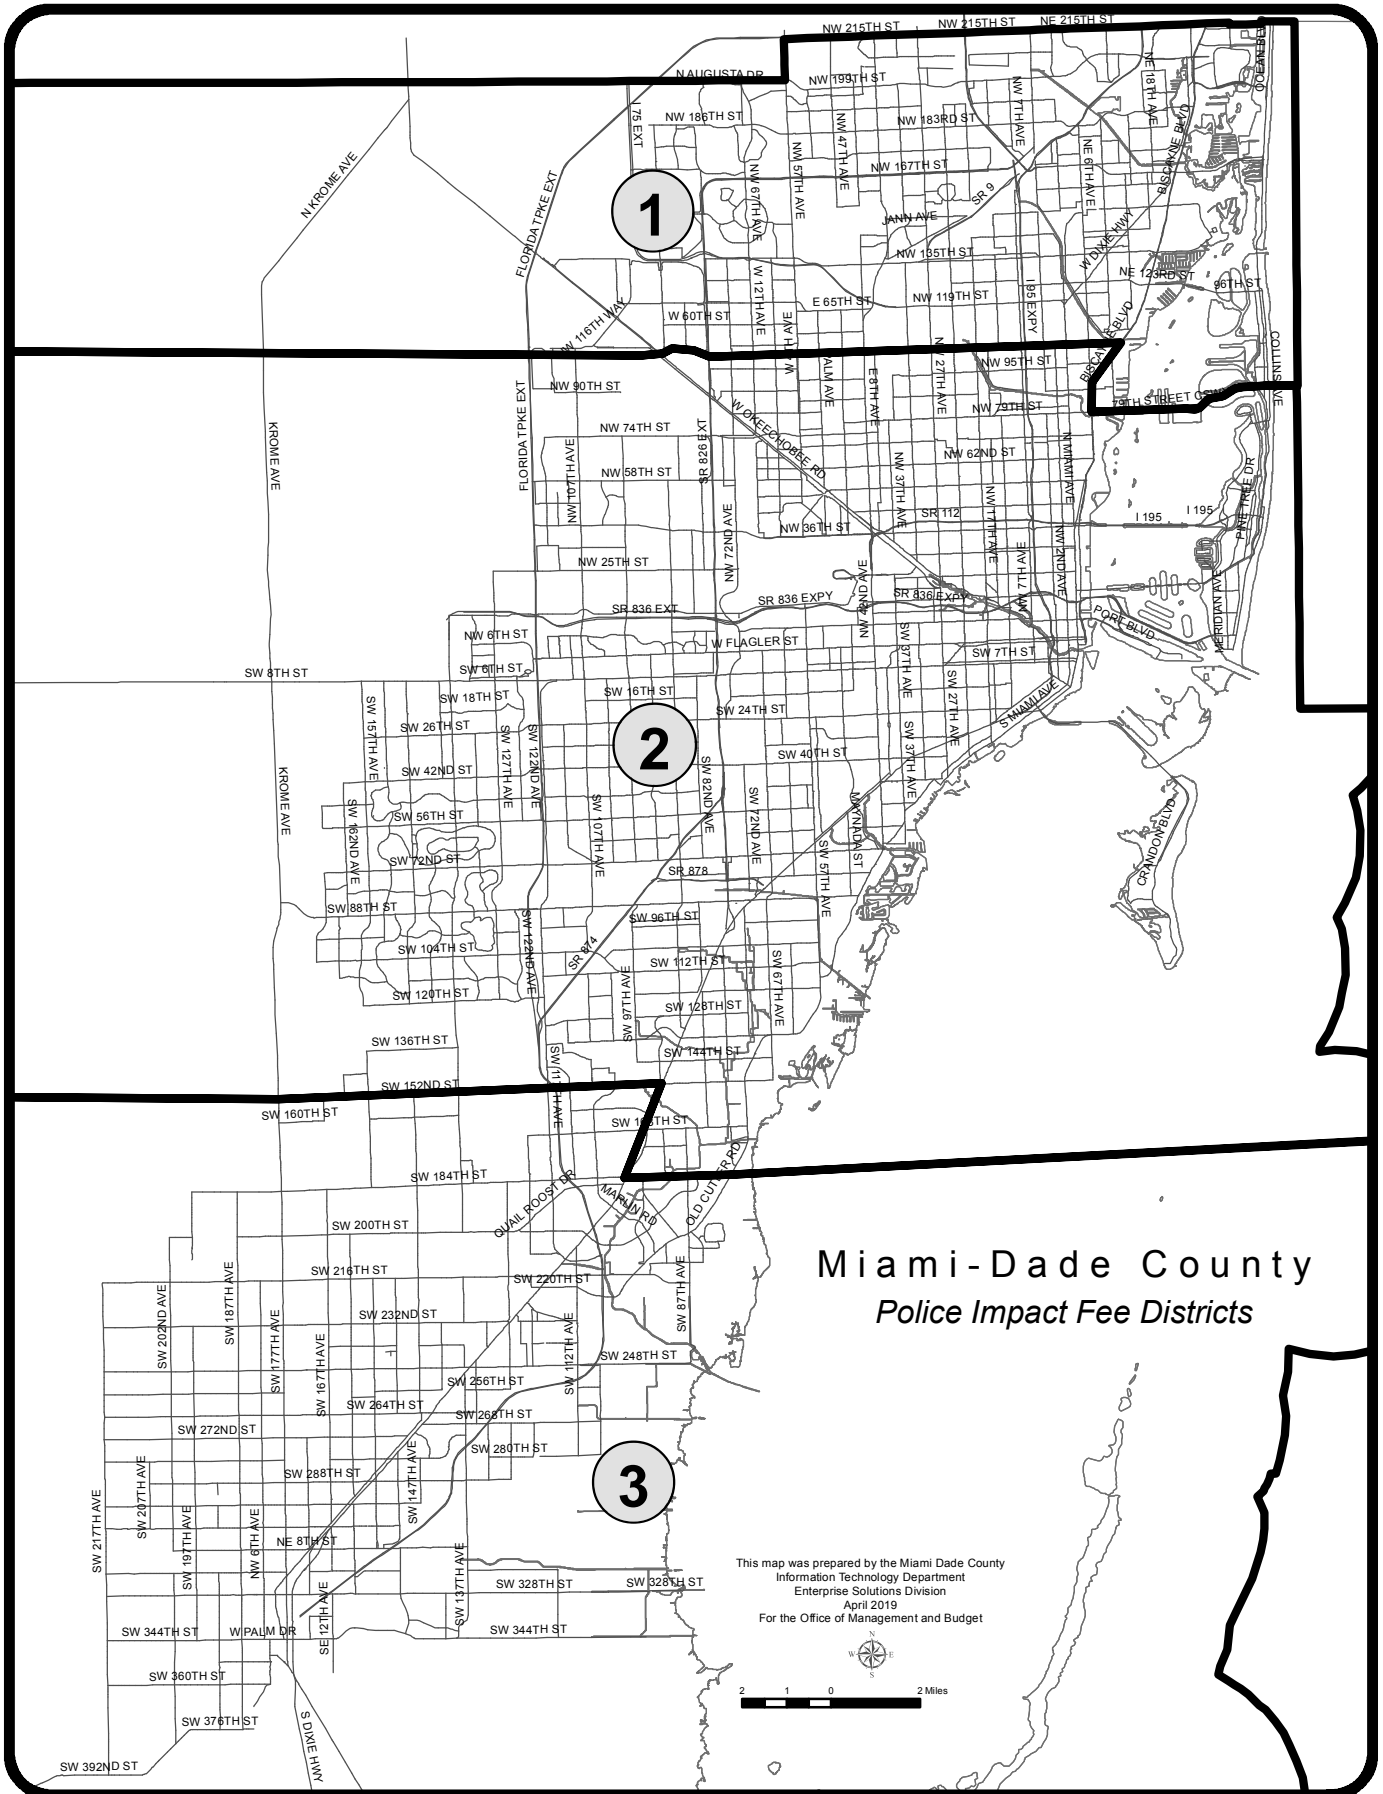 NW 215TH ST
NW 215TH ST
NE 215TH ST
OCEAN BLV
N AUGUSTA DR
NW 199TH ST
NE 18TH AVE
I 75 EXT
NW 186TH ST
NW 47TH AVE
NW 183RD ST
NW 7TH AVE
BISCAYNE BLVD
N KROME AVE
NW 57TH AVE
NW 167TH ST
NE 6TH AVE
NW 67TH AVE
FLORIDA TPKE EXT
1
JANN AVE
SR 9
W DIXIE HWY
NW 135TH ST
NE 123RD ST
96TH ST
W 12TH AVE
E 65TH ST
NW 119TH ST
I 95 EXPY
W 60TH ST
NW 116TH WAY
W 4TH AVE
PALM AVE
E 8TH AVE
NW 27TH AVE
NW 95TH ST
BISCAYNE BLVD
COLLINS AVE
NW 90TH ST
79TH STREET CSWY
NW 79TH ST
KROME AVE
FLORIDA TPKE EXT
W OKEECHOBEE RD
NW 74TH ST
SR 826 EXT
NW 107TH AVE
NW 58TH ST
NW 37TH AVE
NW 62ND ST
N MIAMI AVE
PINE TREE DR
NW 72ND AVE
NW 36TH ST
SR 112
NW 17TH AVE
I 195
I 195
NW 25TH ST
NW 42ND AVE
NW 7TH AVE
NW 2ND AVE
MERIDIAN AVE
SR 836 EXT
SR 836 EXPY
SR 836 EXPY
PORT BLVD
NW 6TH ST
W FLAGLER ST
SW 37TH AVE
SW 7TH ST
SW 8TH ST
SW 6TH ST
SW 18TH ST
SW 16TH ST
SW 24TH ST
SW 27TH AVE
S MIAMI AVE
SW 157TH AVE
SW 26TH ST
SW 127TH AVE
SW 122ND AVE
2
SW 40TH ST
SW 37TH AVE
SW 42ND ST
SW 82ND AVE
KROME AVE
SW 162ND AVE
SW 56TH ST
SW 107TH AVE
SW 72ND AVE
MAYNADA ST
CRANDON BLVD
SW 72ND ST
SR 878
SW 57TH AVE
SW 88TH ST
SW 96TH ST
SW 122ND AVE
SW 104TH ST
SR 874
SW 112TH ST
SW 67TH AVE
SW 120TH ST
SW 97TH AVE
SW 128TH ST
SW 136TH ST
SW 144TH ST
SW 152ND ST
SW 160TH ST
SW 184TH ST
QUAIL ROOST DR
MARLIN RD
OLD CUTLER RD
SW 200TH ST
Miami-Dade County
Police Impact Fee Districts
SW 216TH ST
SW 220TH ST
SW 202ND AVE
SW 187TH AVE
SW 177TH AVE
SW 232ND ST
SW 87TH AVE
SW 167TH AVE
SW 112TH AVE
SW 248TH ST
SW 256TH ST
SW 264TH ST
SW 268TH ST
SW 272ND ST
SW 280TH ST
SW 288TH ST
SW 147TH AVE
3
SW 217TH AVE
SW 207TH AVE
SW 197TH AVE
NW 6TH AVE
NE 8TH ST
SW 137TH AVE
SW 328TH ST
SW 328TH ST
SE 12TH AVE
SW 344TH ST
W PALM DR
SW 344TH ST
SW 360TH ST
SW 376TH ST
S DIXIE HWY
SW 392ND ST
This map was prepared by the Miami Dade County
Information Technology Department
Enterprise Solutions Division
April 2019
For the Office of Management and Budget
N
W E
S
2 1 0 2 Miles